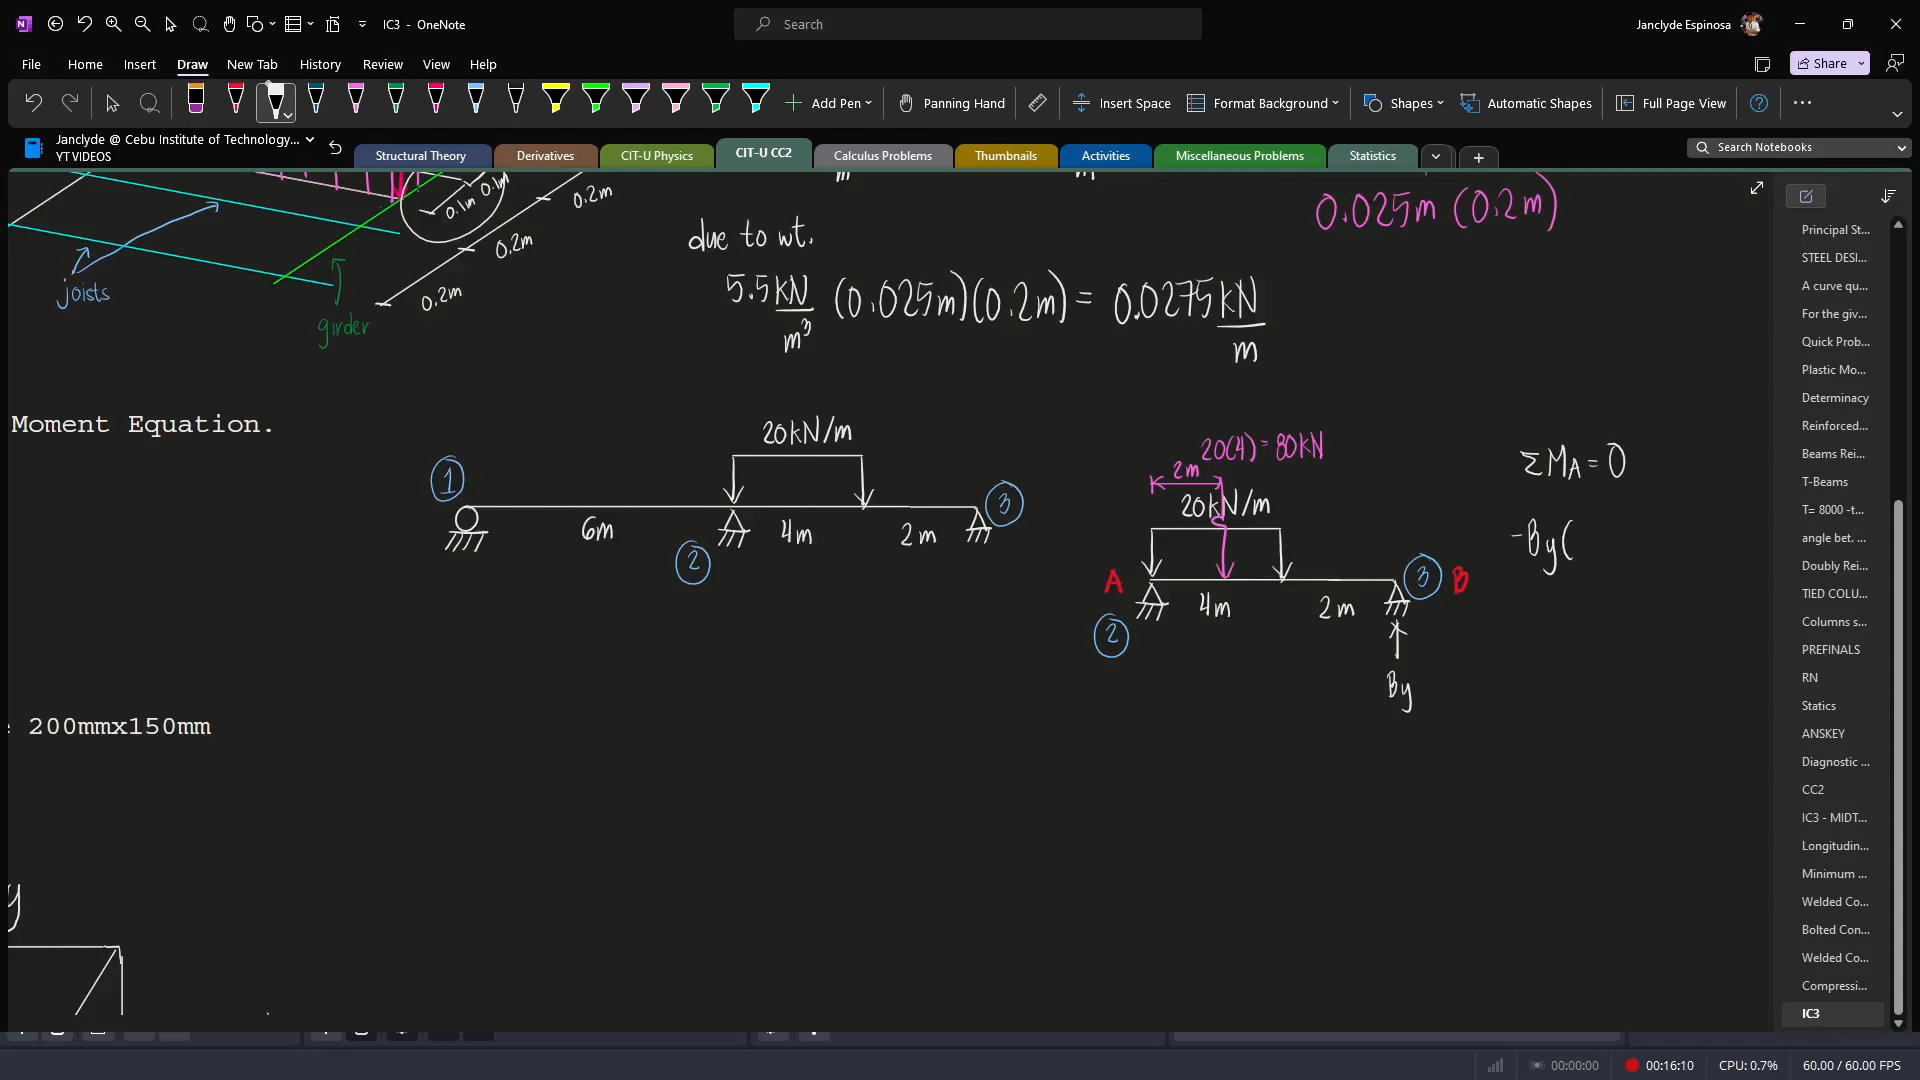 IC3 - OneNote
Search
Janclyde Espinosa
File Home Insert Draw New Tab History Review View Help
Share
Add Pen
Panning Hand
Insert Space
Format Background
Shapes
Automatic Shapes
Full Page View
Janclyde @ Cebu Institute of Technology...
YT VIDEOS
Structural Theory
Derivatives
CIT-U Physics
CIT-U CC2
Calculus Problems
Thumbnails
Activities
Miscellaneous Problems
Statistics
Search Notebooks
0.1m
0.1m
0.2m
0.2m
0.2m
joists
girder
m
m
0.025m (0.2m)
due to wt.
5.5 kN/m³ (0.025m)(0.2m) = 0.0275 kN/m
Moment Equation.
20kN/m
1
3
6m
4m
2m
2
20(4) = 80kN
2m
20kN/m
A
3
B
4m
2m
2
By
ΣMA = 0
-By(
200mmx150mm
y
Principal St...
STEEL DESI...
A curve qu...
For the giv...
Quick Prob...
Plastic Mo...
Determinacy
Reinforced...
Beams Rei...
T-Beams
T= 8000 -t...
angle bet. ...
Doubly Rei...
TIED COLU...
Columns s...
PREFINALS
RN
Statics
ANSKEY
Diagnostic ...
CC2
IC3 - MIDT...
Longitudin...
Minimum ...
Welded Co...
Bolted Con...
Welded Co...
Compressi...
IC3
00:00:00
00:16:10
CPU: 0.7%
60.00 / 60.00 FPS